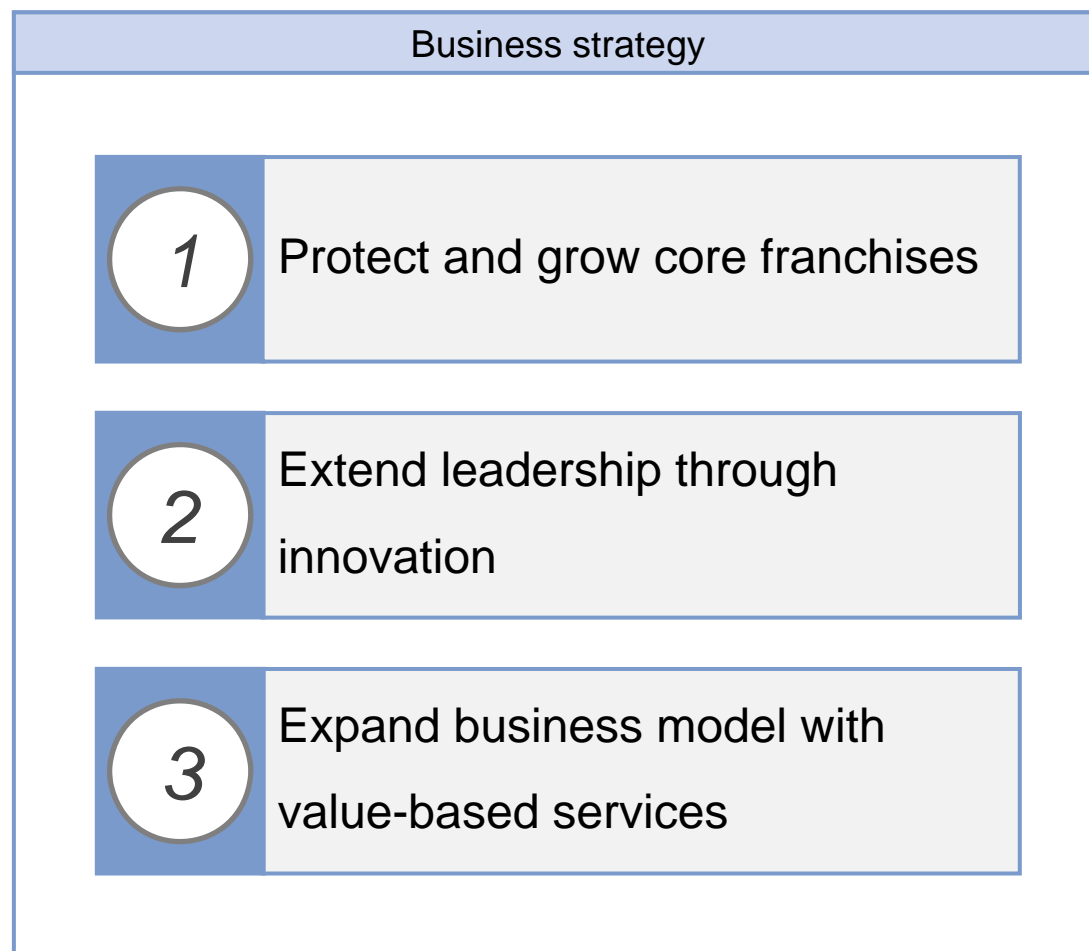 Business strategy
1
Protect and grow core franchises
2
Extend leadership through
innovation
3
Expand business model with
value-based services